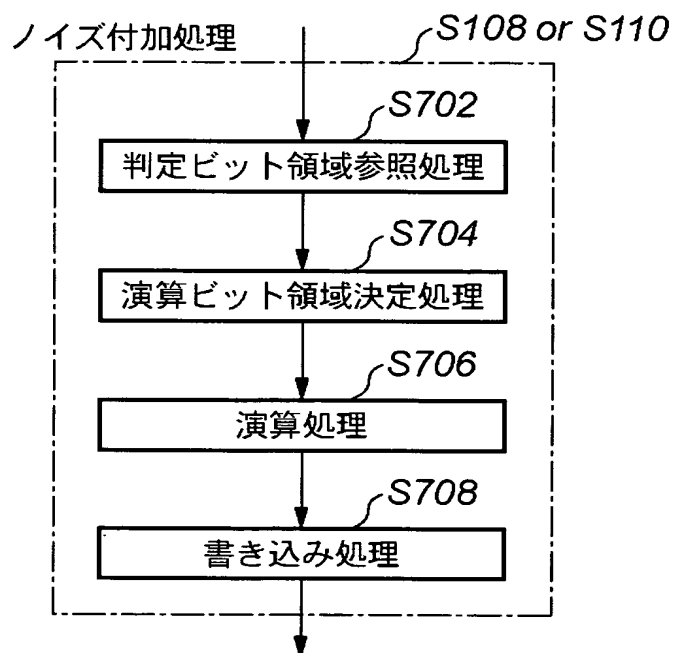 ノイズ付加処理
S108 or S110
S702
判定ビット領域参照処理
S704
演算ビット領域決定処理
S706
演算処理
S708
書き込み処理